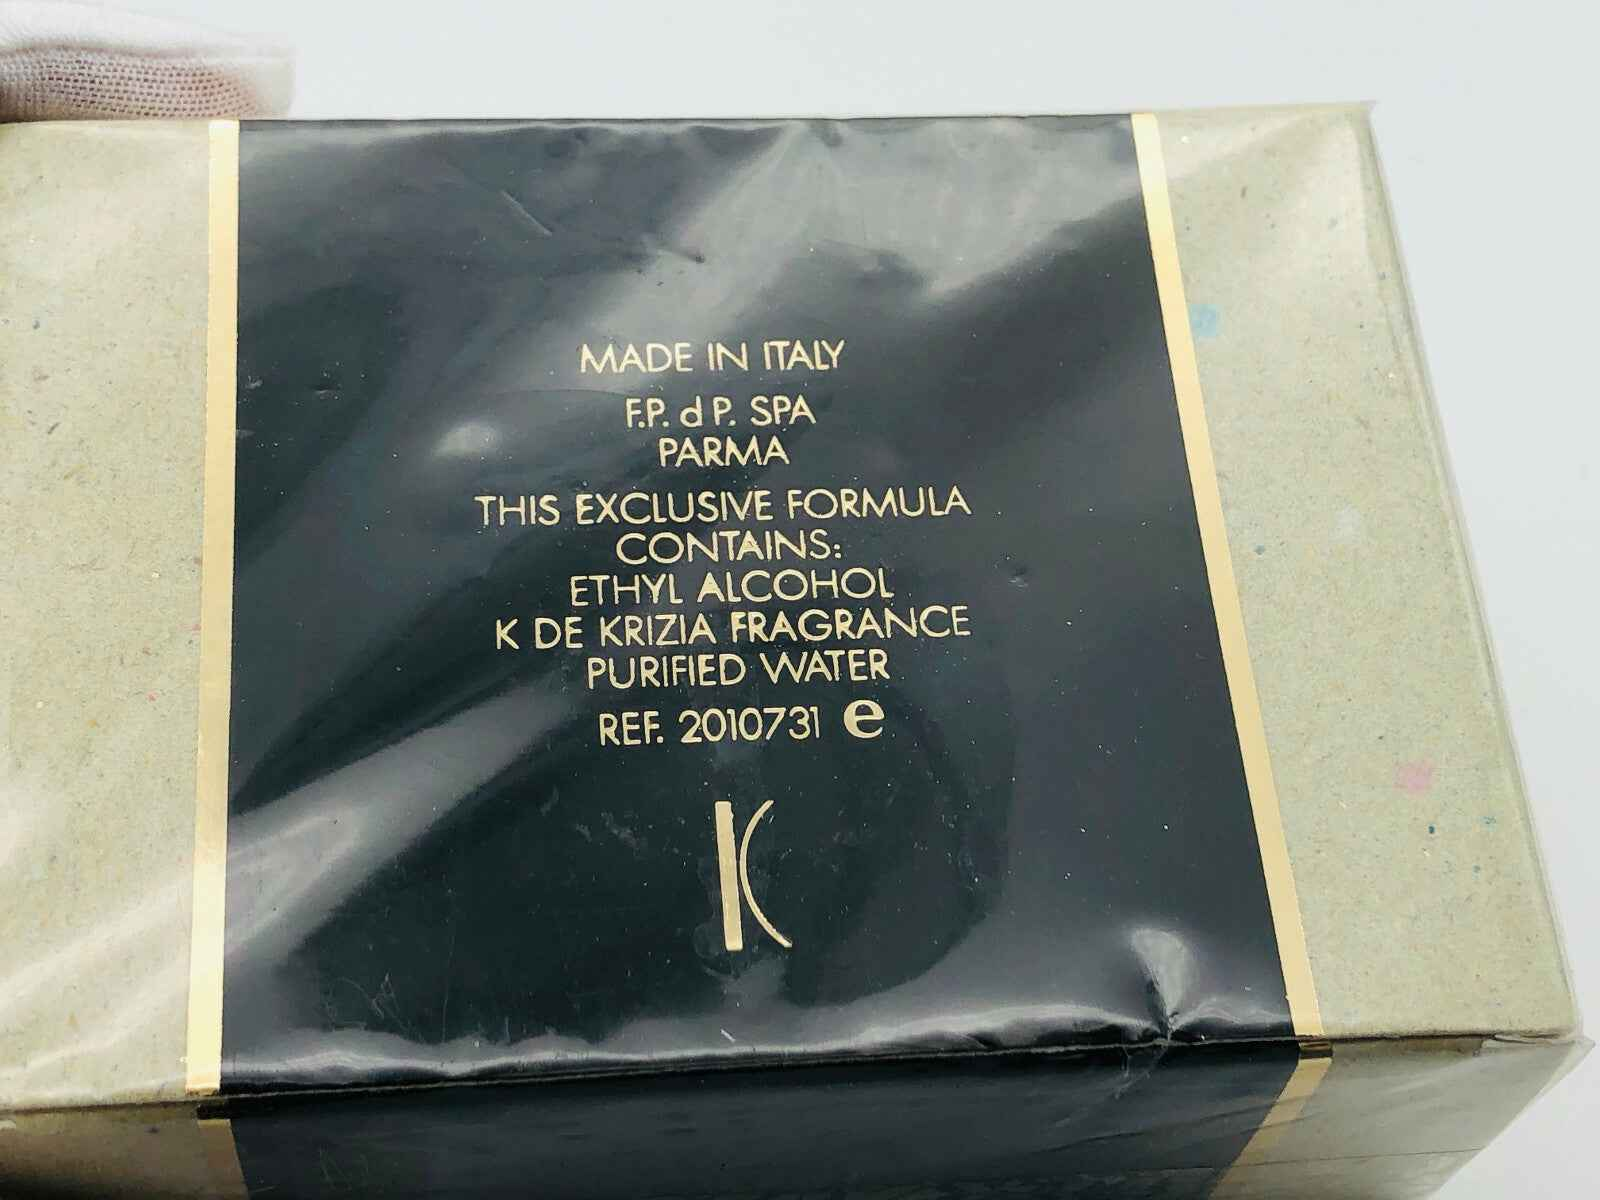 MADE IN ITALY
F.P. d P. SPA
PARMA
THIS EXCLUSIVE FORMULA
CONTAINS:
ETHYL ALCOHOL
K DE KRIZIA FRAGRANCE
PURIFIED WATER
REF. 2010731 e
K